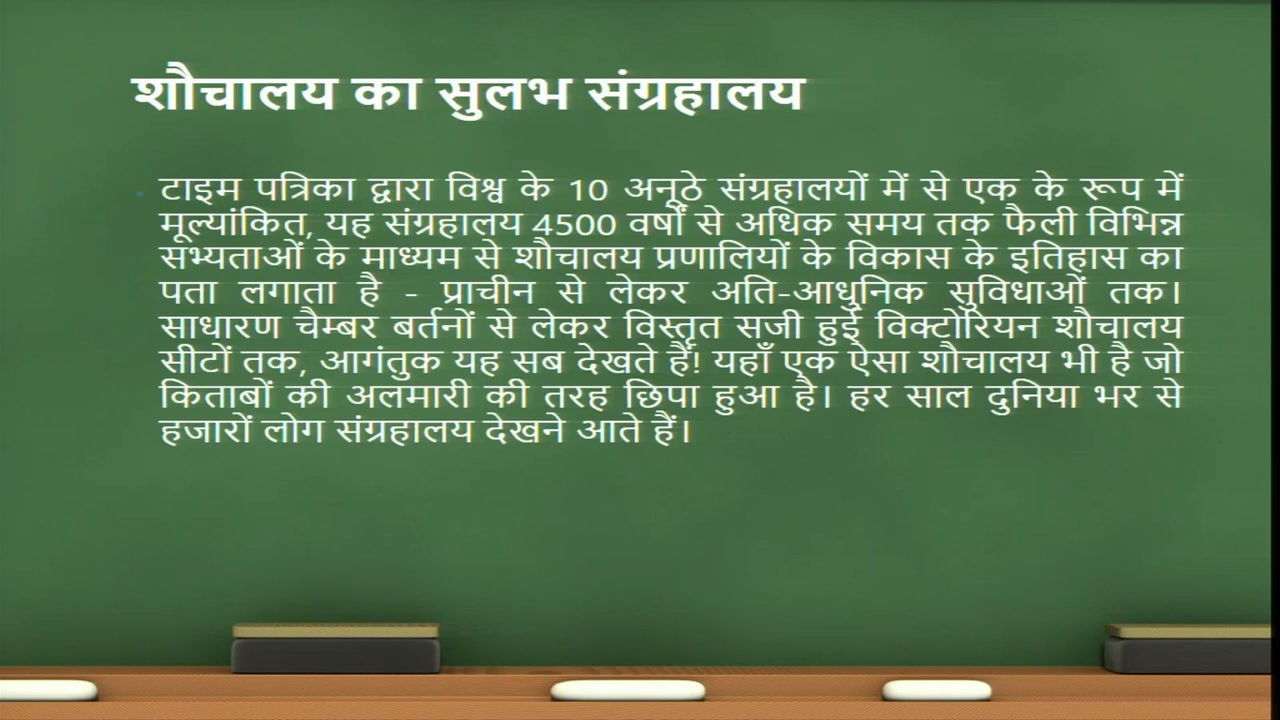 शौचालय का सुलभ संग्रहालय
टाइम पत्रिका द्वारा विश्व के 10 अनूठे संग्रहालयों में से एक के रूप में
मूल्यांकित, यह संग्रहालय 4500 वर्षों से अधिक समय तक फैली विभिन्न
सभ्यताओं के माध्यम से शौचालय प्रणालियों के विकास के इतिहास का
पता लगाता है - प्राचीन से लेकर अति-आधुनिक सुविधाओं तक।
साधारण चैम्बर बर्तनों से लेकर विस्तृत सजी हुई विक्टोरियन शौचालय
सीटों तक, आगंतुक यह सब देखते हैं! यहाँ एक ऐसा शौचालय भी है जो
किताबों की अलमारी की तरह छिपा हुआ है। हर साल दुनिया भर से
हजारों लोग संग्रहालय देखने आते हैं।